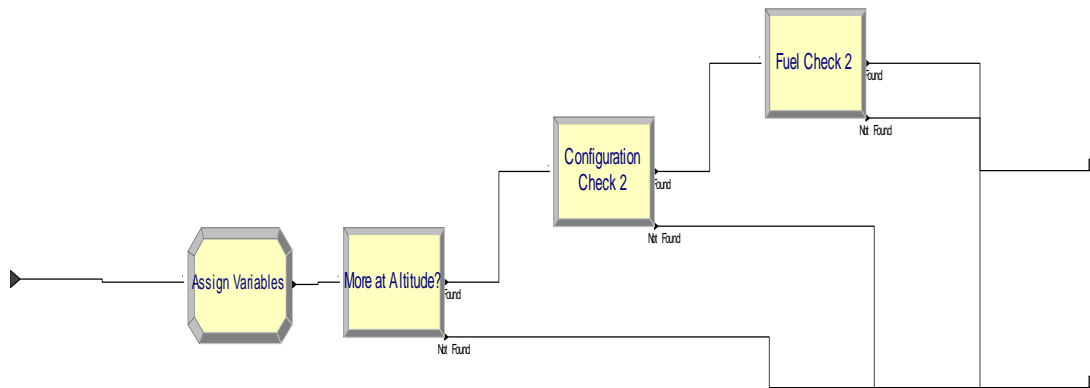 Fuel Check 2
Found
Not Found
Configuration
Check 2
Found
Not Found
Assign Variables
More at Altitude?
Found
Not Found